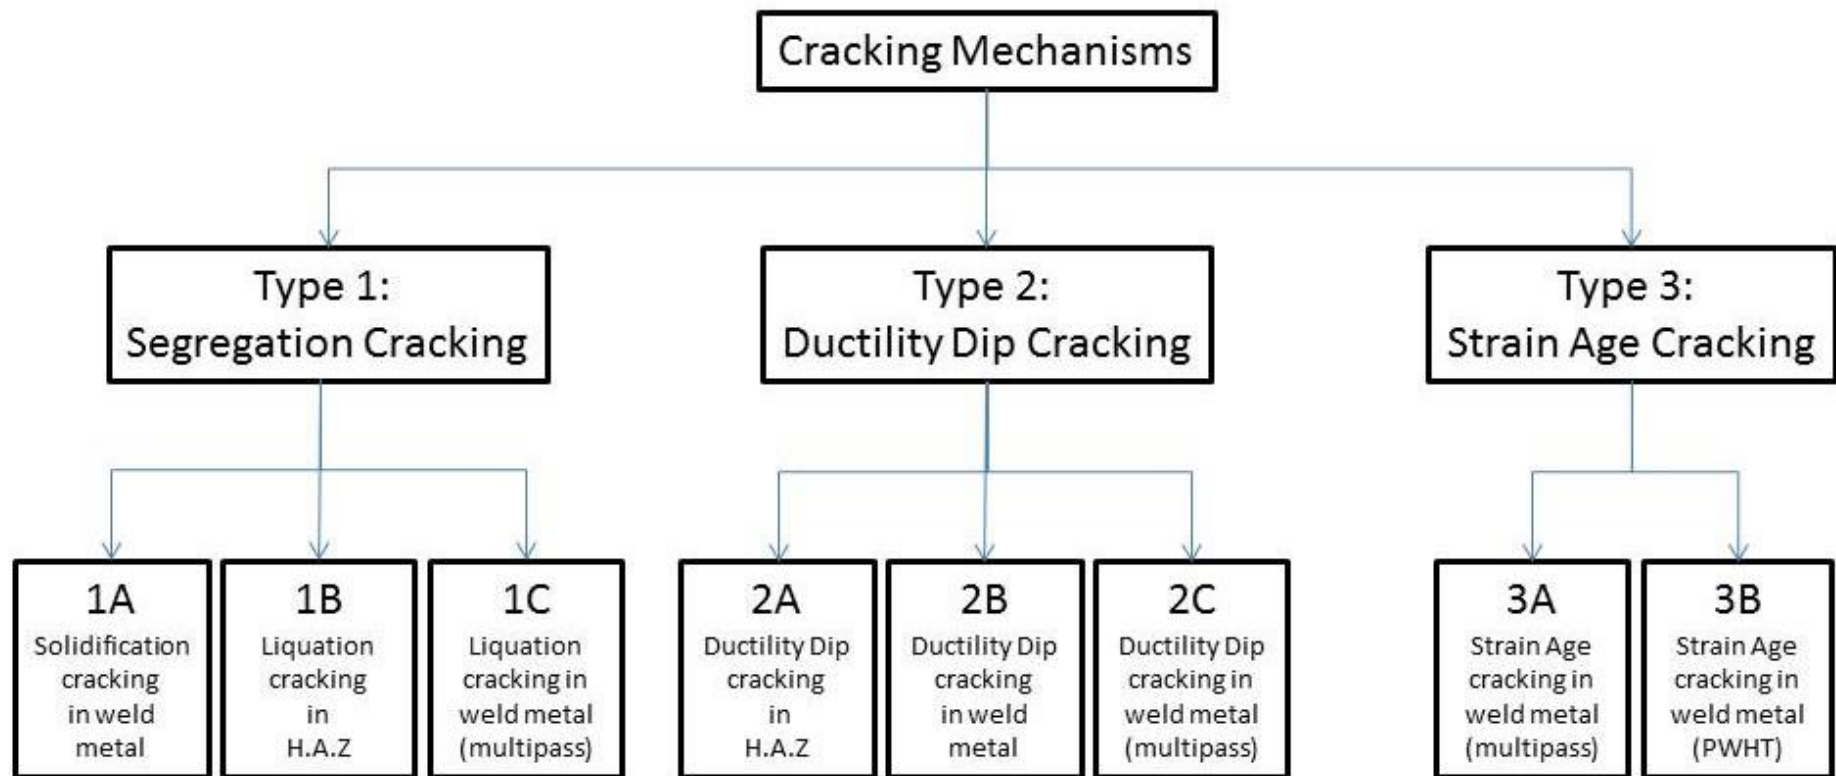 Cracking Mechanisms
Type 1:
Segregation Cracking
Type 2:
Ductility Dip Cracking
Type 3:
Strain Age Cracking
1A
Solidification
cracking
in weld
metal
1B
Liquation
cracking
in
H.A.Z
1C
Liquation
cracking in
weld metal
(multipass)
2A
Ductility Dip
cracking
in
H.A.Z
2B
Ductility Dip
cracking
in weld
metal
2C
Ductility Dip
cracking in
weld metal
(multipass)
3A
Strain Age
cracking in
weld metal
(multipass)
3B
Strain Age
cracking in
weld metal
(PWHT)